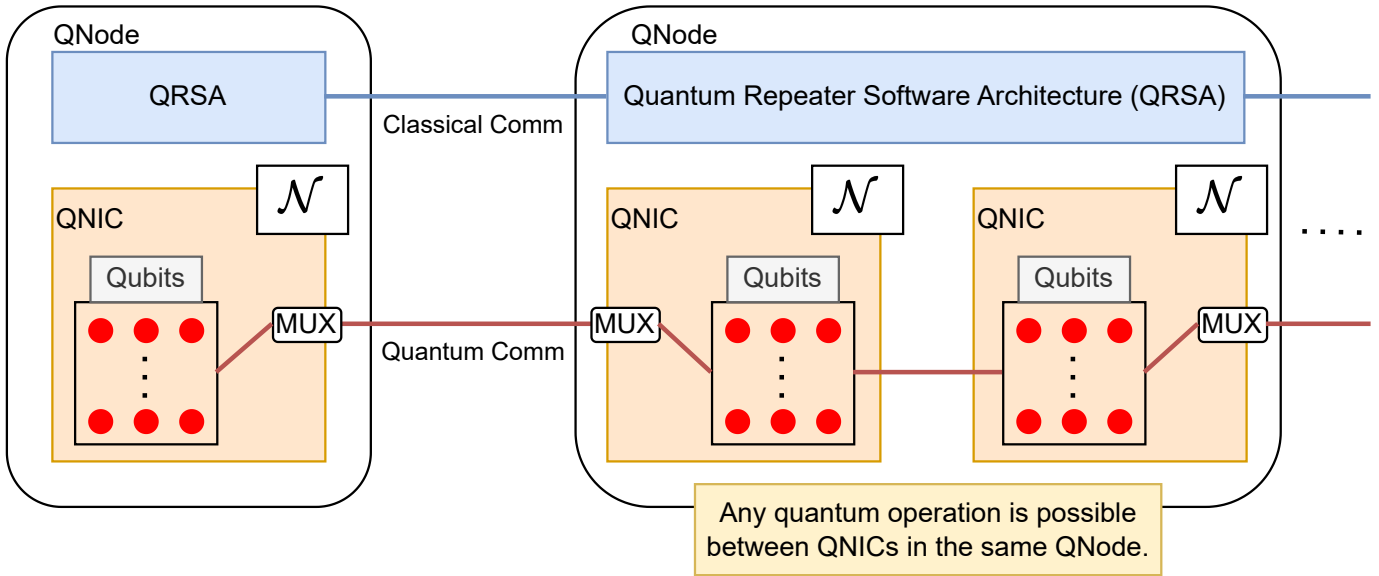 QNode
QRSA
Classical Comm
QNode
Quantum Repeater Software Architecture (QRSA)
𝒩
QNIC
Qubits
MUX
Quantum Comm
𝒩
QNIC
Qubits
MUX
𝒩
QNIC
Qubits
MUX
Any quantum operation is possible
between QNICs in the same QNode.